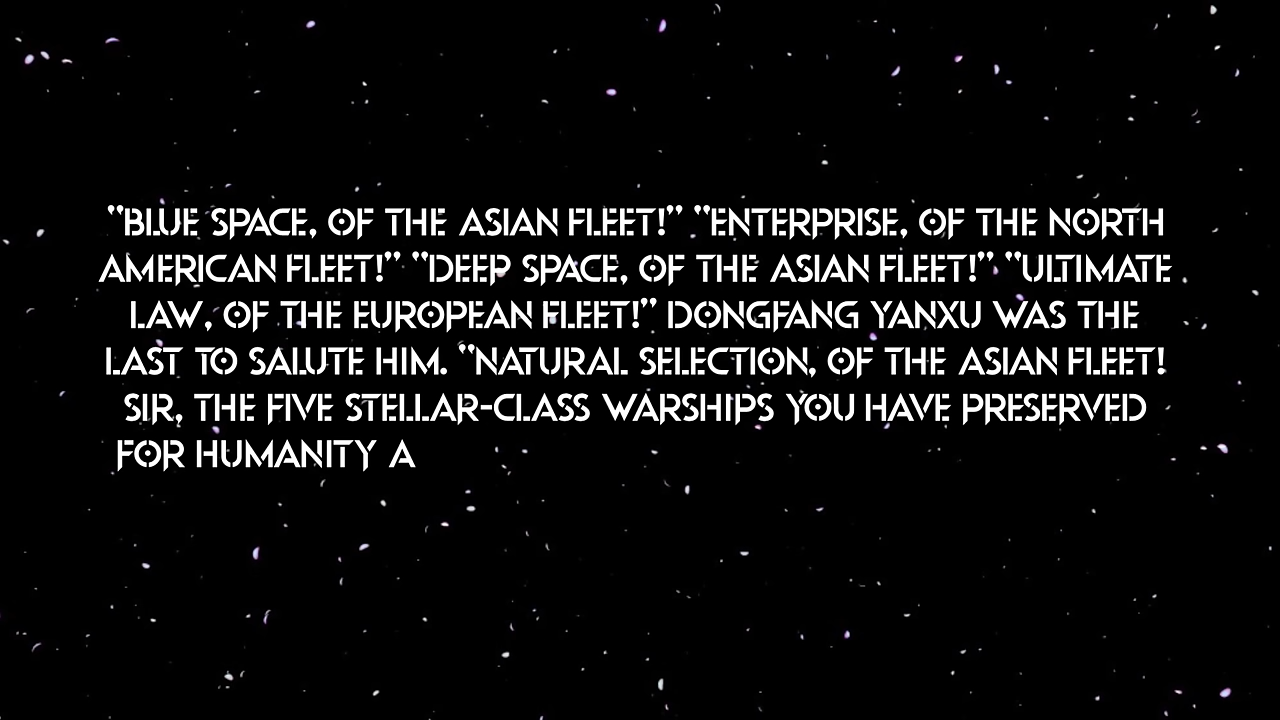 “BLUE SPACE, OF THE ASIAN FLEET!” “ENTERPRISE, OF THE NORTH
AMERICAN FLEET!” “DEEP SPACE, OF THE ASIAN FLEET!” “ULTIMATE
LAW, OF THE EUROPEAN FLEET!” DONGFANG YANXU WAS THE
LAST TO SALUTE HIM. “NATURAL SELECTION, OF THE ASIAN FLEET!
SIR, THE FIVE STELLAR-CLASS WARSHIPS YOU HAVE PRESERVED
FOR HUMANITY A